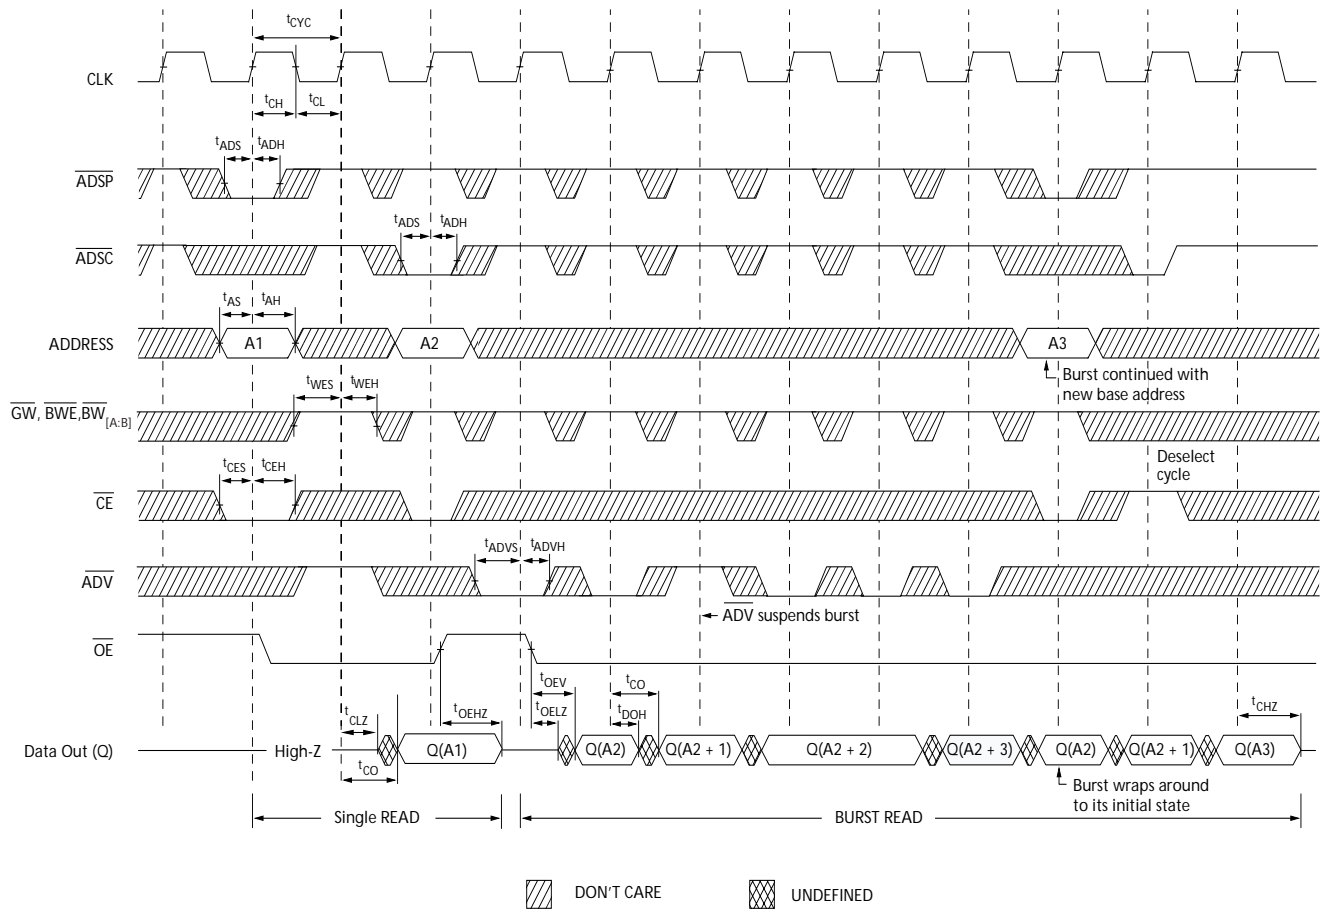 tCYC
CLK
tCH
tCL
tADS
tADH
ADSP
tADS
tADH
ADSC
tAS
tAH
ADDRESS
A1
A2
A3
Burst continued with
new base address
tWES
tWEH
GW, BWE,BW[A:B]
Deselect
cycle
tCES
tCEH
CE
tADVS
tADVH
ADV
ADV suspends burst
OE
tOEV
tCO
tCLZ
tOEHZ
tOELZ
tDOH
tCHZ
Data Out (Q)
High-Z
Q(A1)
Q(A2)
Q(A2 + 1)
Q(A2 + 2)
Q(A2 + 3)
Q(A2)
Q(A2 + 1)
Q(A3)
tCO
Burst wraps around
to its initial state
Single READ
BURST READ
DON'T CARE
UNDEFINED